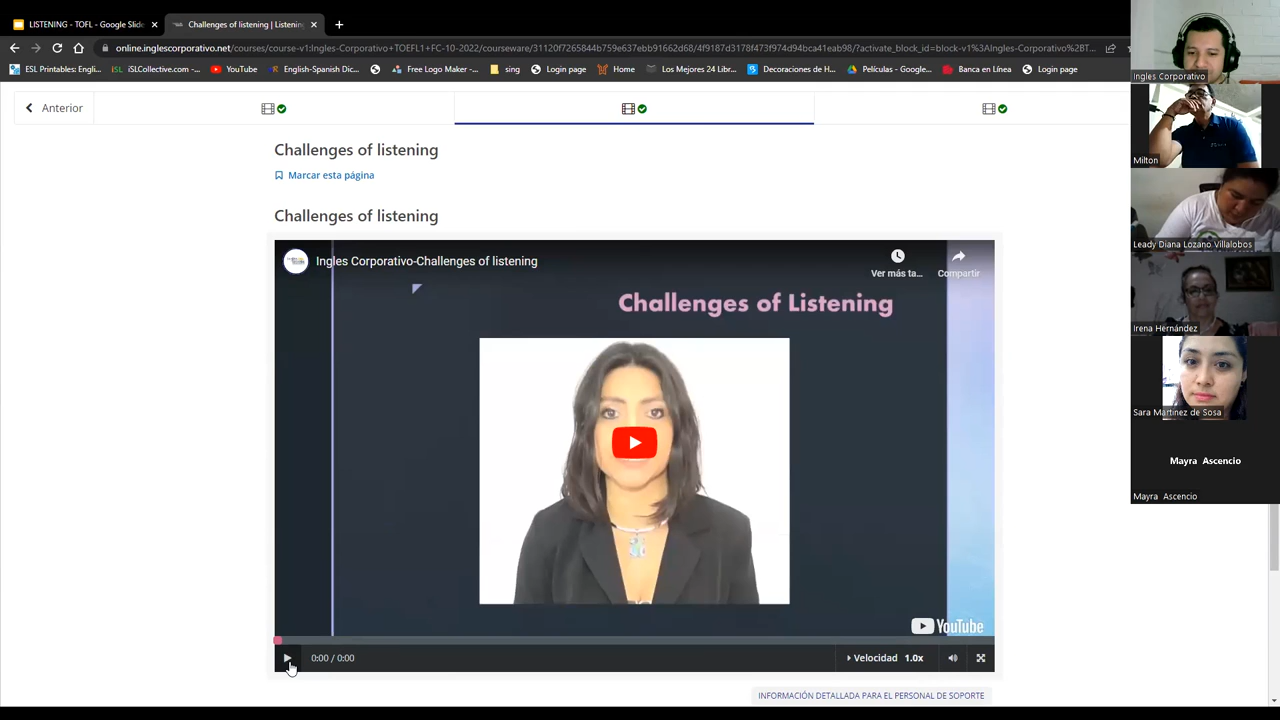 LISTENING - TOFL - Google Slide
Challenges of listening | Listenin
online.inglescorporativo.net/courses/course-v1:Ingles-Corporativo+TOEFL1+FC-10-2022/courseware/31120f7265844b759e637ebb91662d68/4f9187d3178f473f974d94bca41eab98/?activate_block_id=block-v1%3AIngles-Corporativo%2BT...
ESL Printables: Engli...
iSLCollective.com -...
YouTube
English-Spanish Dic...
Free Logo Maker -...
sing
Login page
Home
Los Mejores 24 Libr...
Decoraciones de H...
Películas - Google...
Banca en Línea
Login page
Anterior
Challenges of listening
Marcar esta página
Challenges of listening
Ingles Corporativo-Challenges of listening
Ver más ta...
Compartir
Challenges of Listening
YouTube
0:00 / 0:00
Velocidad 1.0x
INFORMACIÓN DETALLADA PARA EL PERSONAL DE SOPORTE
Ingles Corporativo
Milton
Leady Diana Lozano Villalobos
Irena Hernández
Sara Martinez de Sosa
Mayra Ascencio
Mayra Ascencio